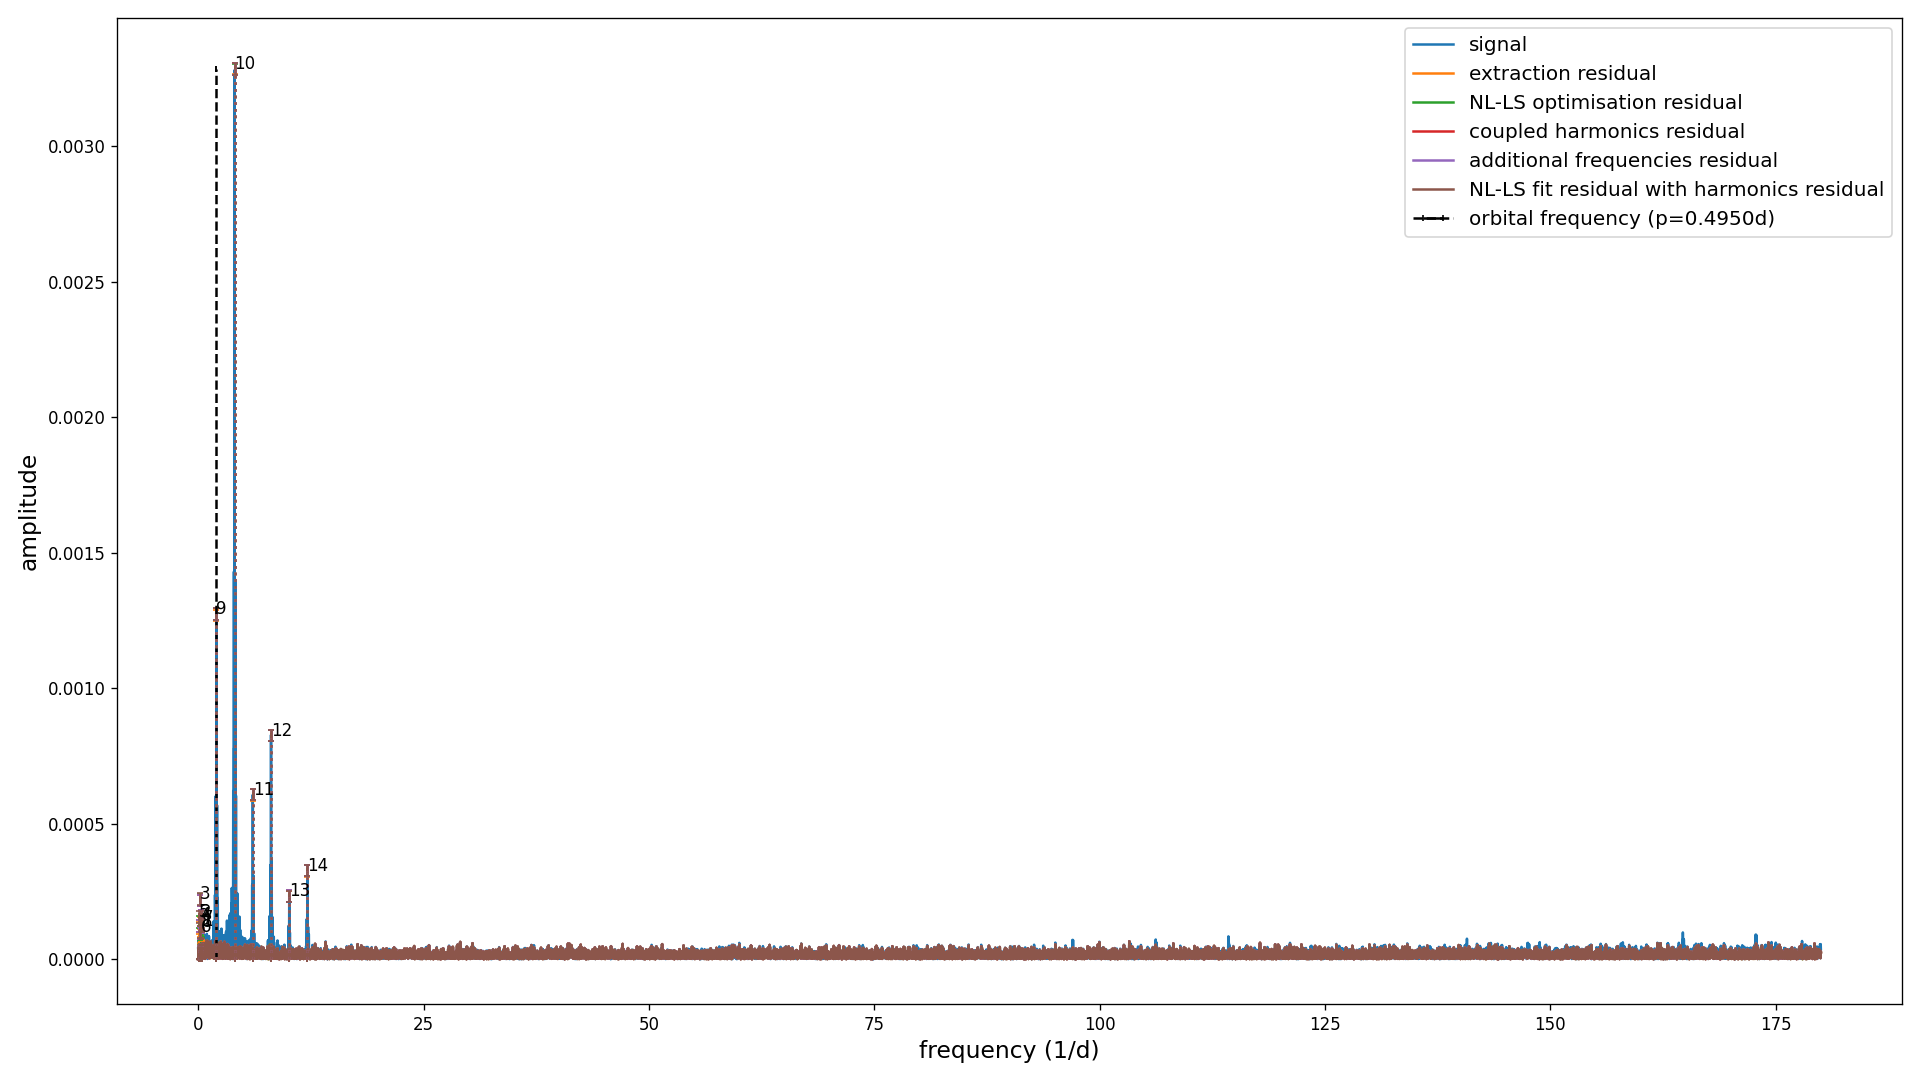 signal
extraction residual
NL-LS optimisation residual
coupled harmonics residual
additional frequencies residual
NL-LS fit residual with harmonics residual
orbital frequency (p=0.4950d)
10
9
12
11
14
13
3
0.0030
0.0025
0.0020
0.0015
0.0010
0.0005
0.0000
amplitude
0
25
50
75
100
125
150
175
frequency (1/d)